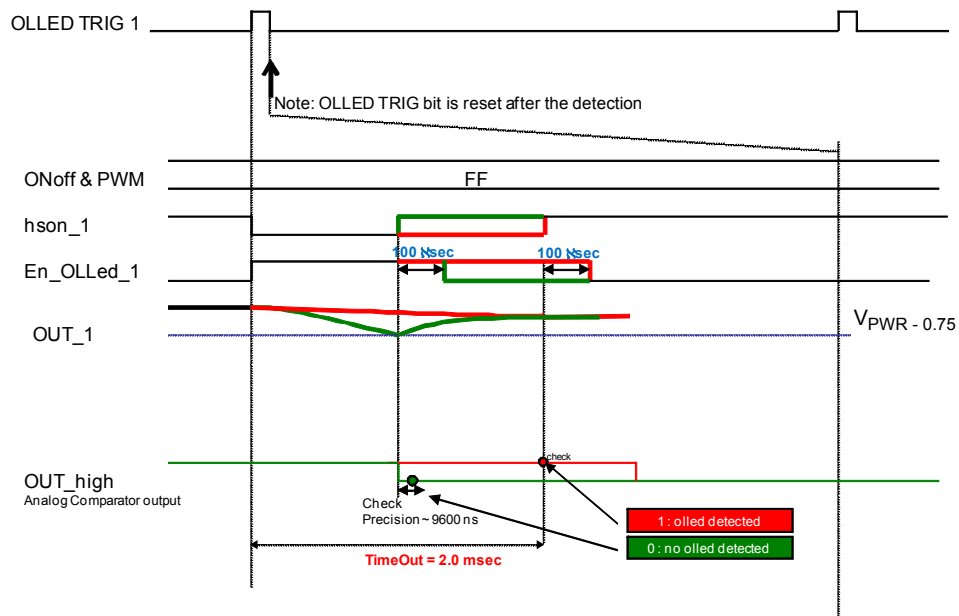 OLLED TRIG 1
Note: OLLED TRIG bit is reset after the detection
ONoff & PWM
FF
hson_1
100 sec
100 sec
En_OLLed_1
OUT_1
VPWR - 0.75
check
OUT_high
Analog Comparator output
Check
Precision ~ 9600 ns
1 : olled detected
0 : no olled detected
TimeOut = 2.0 msec